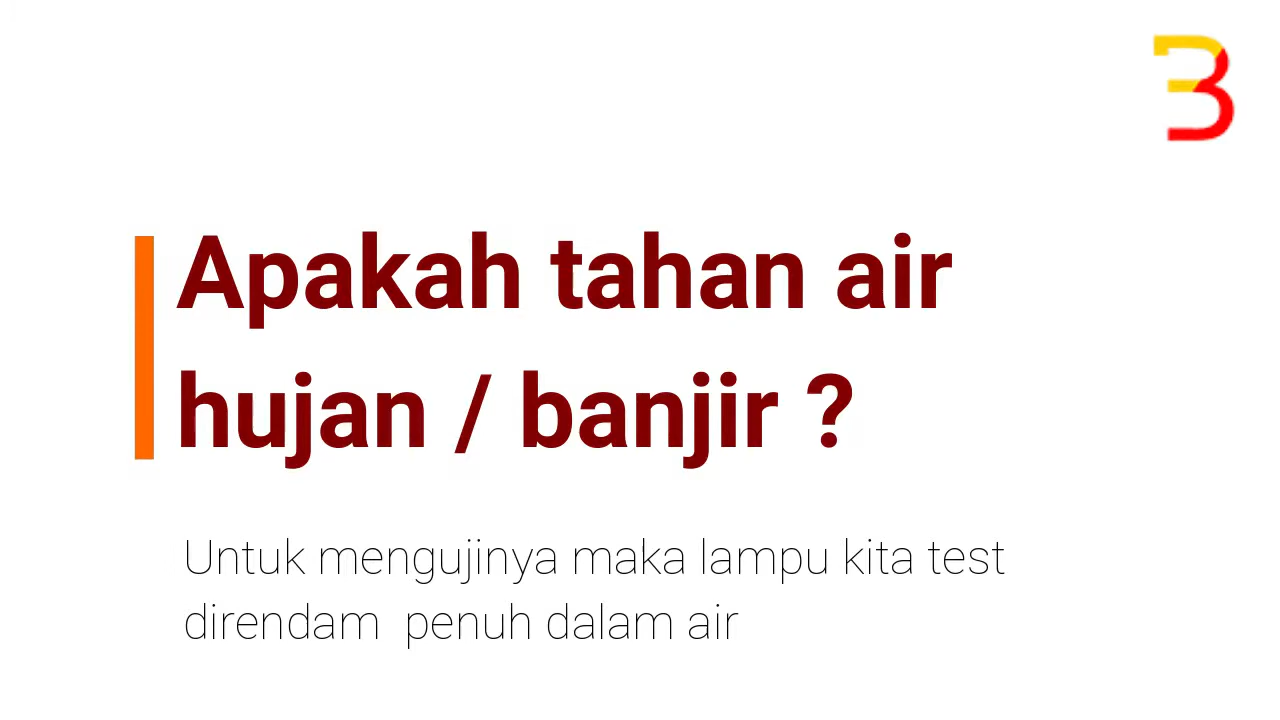 Apakah tahan air
hujan / banjir ?
Untuk mengujinya maka lampu kita test
direndam  penuh dalam air